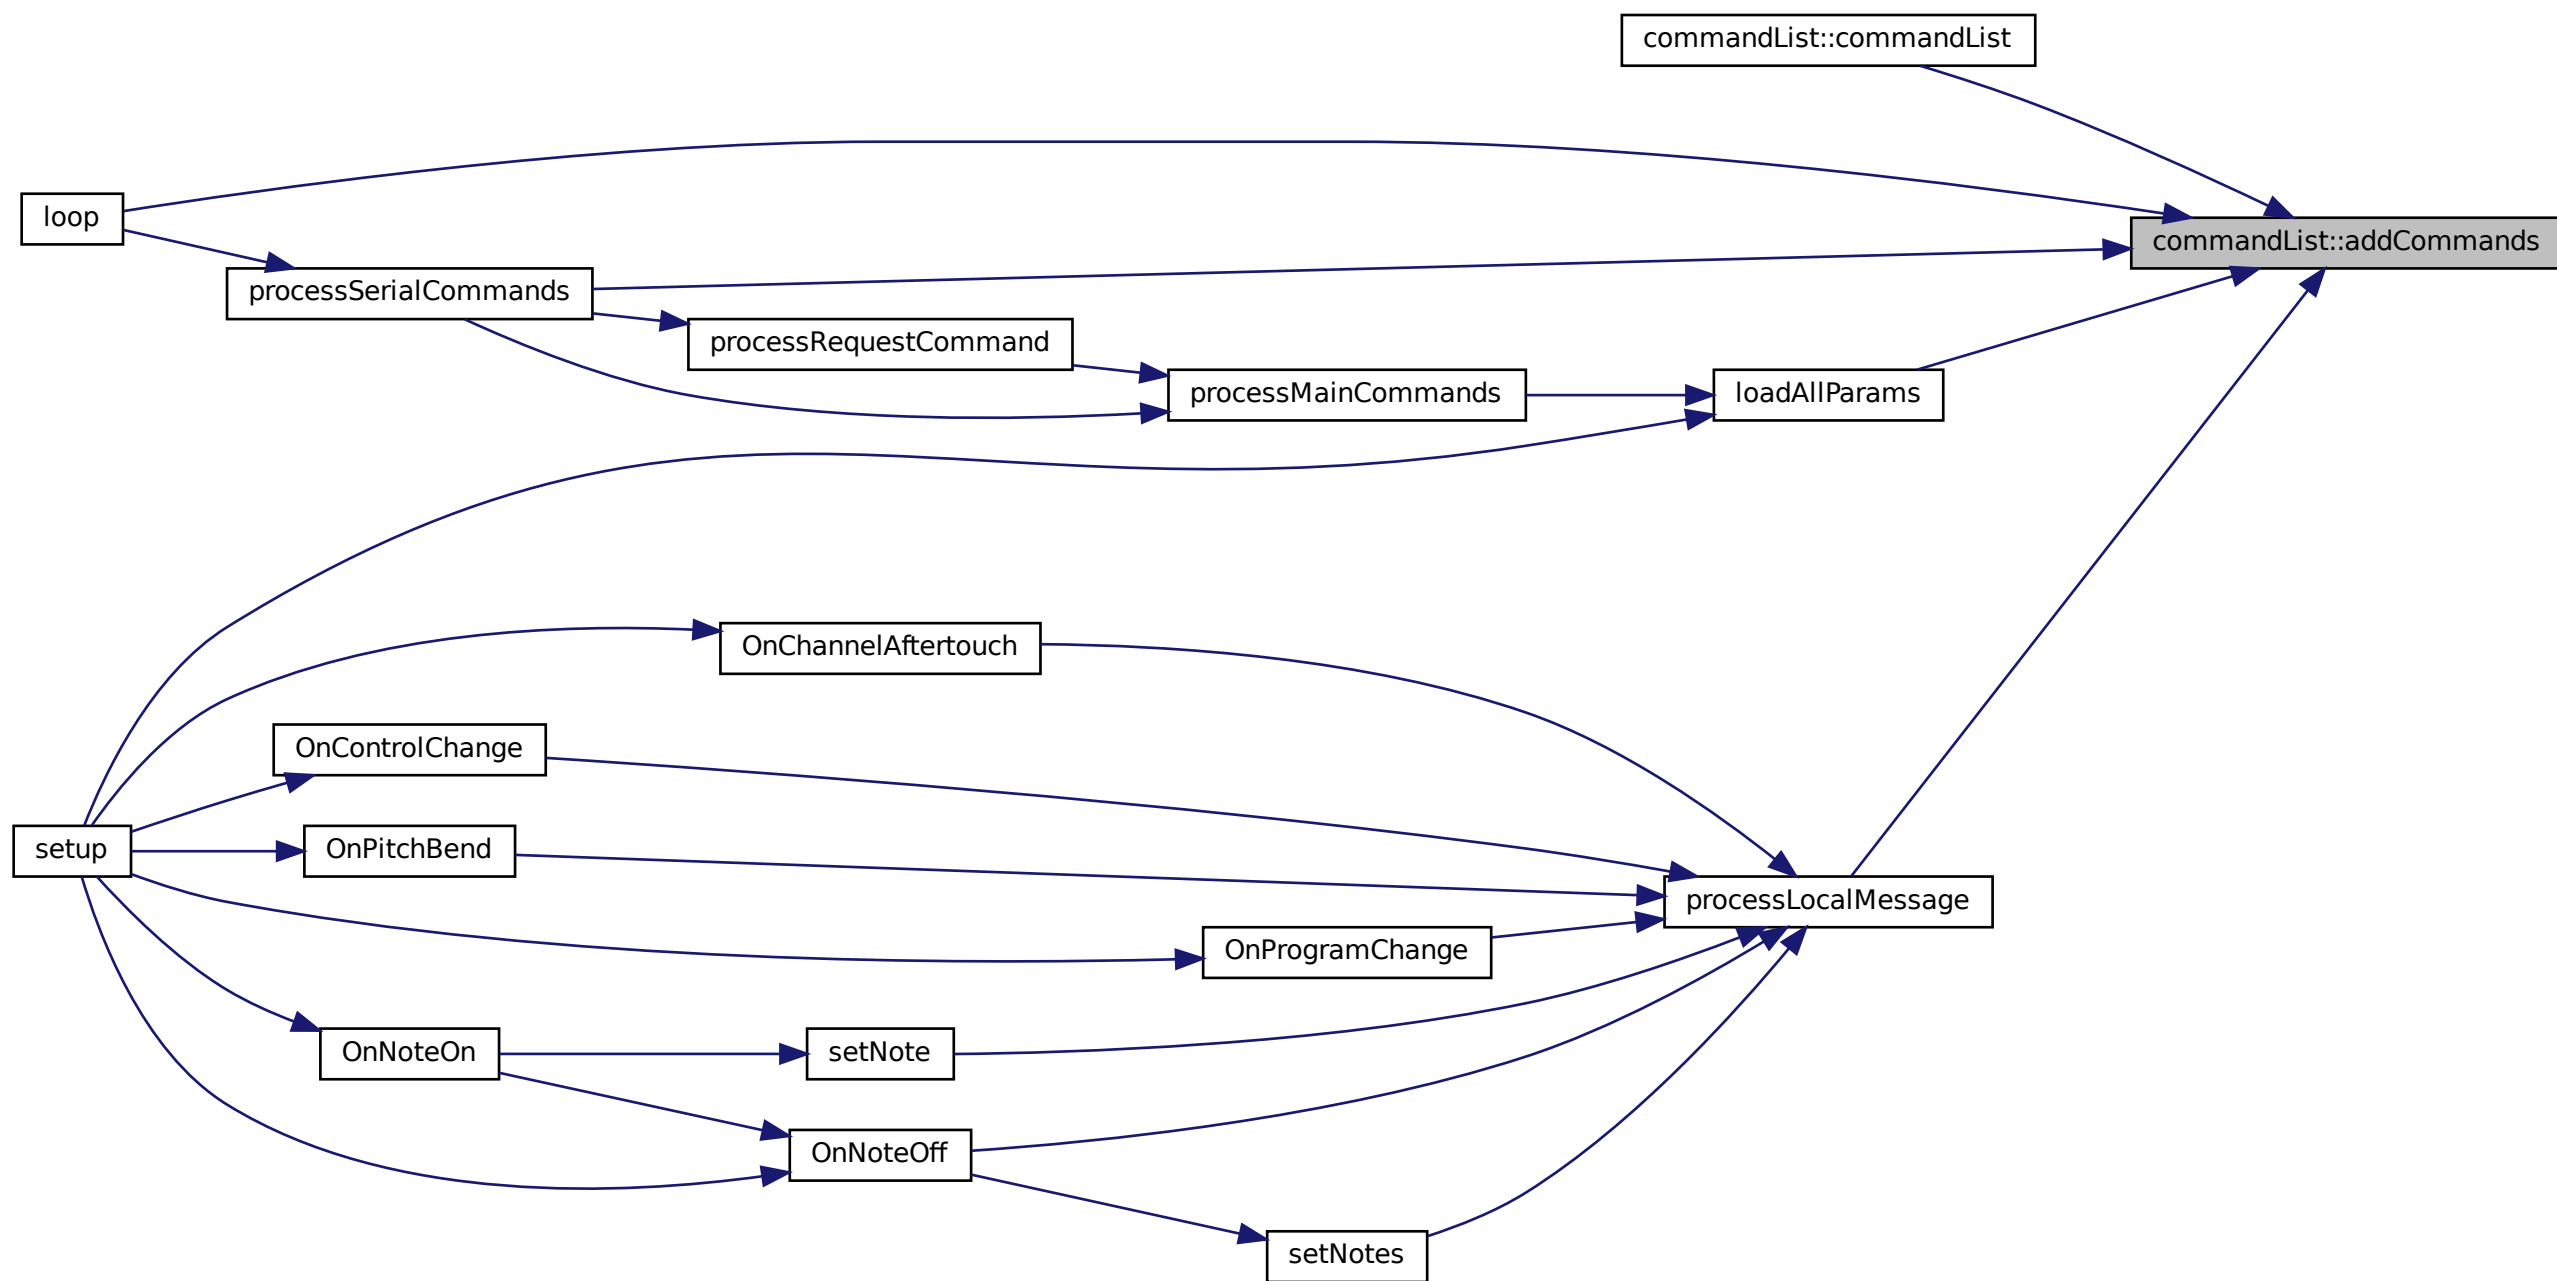 commandList::commandList
loop
commandList::addCommands
processSerialCommands
processRequestCommand
processMainCommands
loadAllParams
OnChannelAftertouch
OnControlChange
setup
OnPitchBend
processLocalMessage
OnProgramChange
OnNoteOn
setNote
OnNoteOff
setNotes